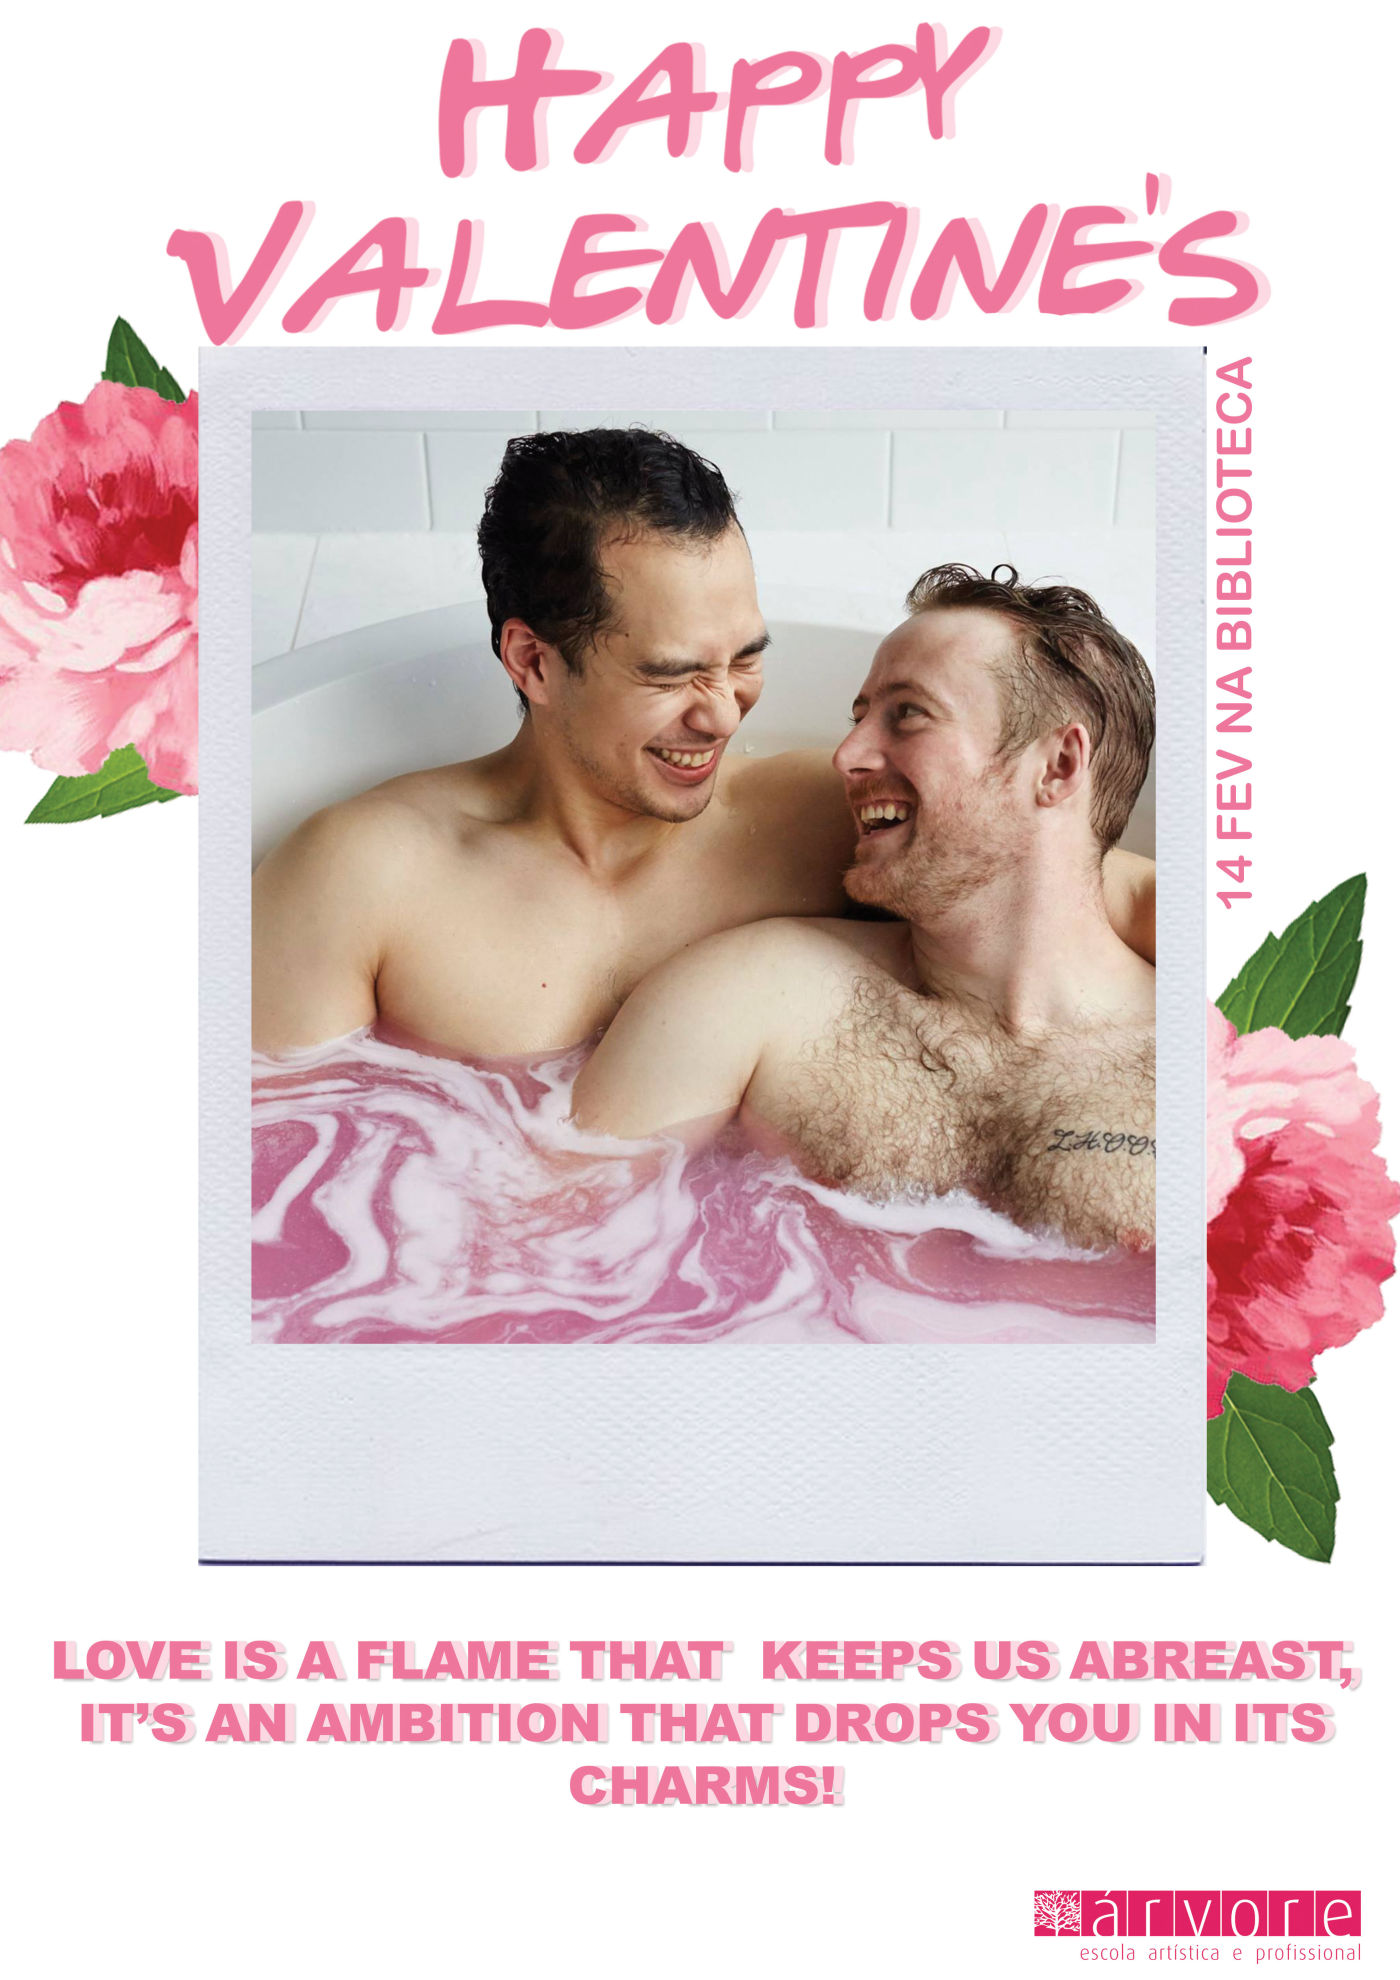 HAPPY
VALENTINE'S
14 FEV NA BIBLIOTECA
L.H.O.O.
LOVE IS A FLAME THAT KEEPS US ABREAST,
IT'S AN AMBITION THAT DROPS YOU IN ITS
CHARMS!
árvore
escola artística e profissional